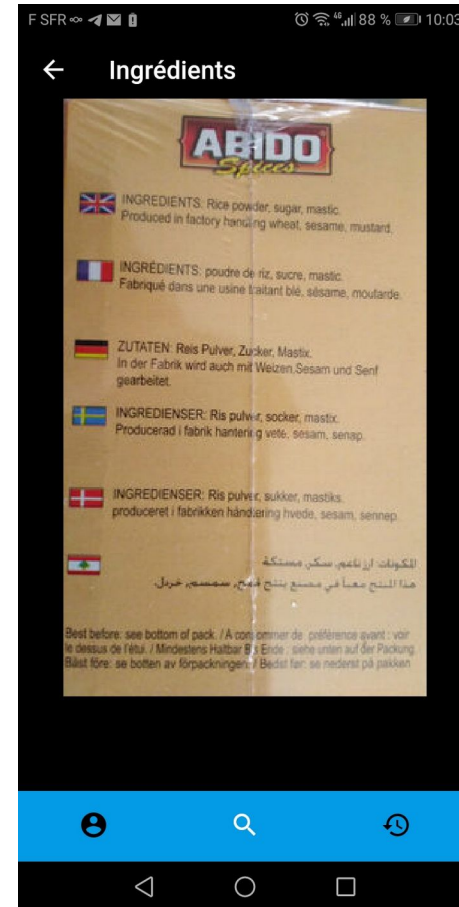 F SFR 4G 88 % 10:03
Ingrédients
ABIDO
Spices
INGREDIENTS: Rice powder, sugar, mastic.
Produced in factory handling wheat, sesame, mustard.
INGRÉDIENTS: poudre de riz, sucre, mastic.
Fabriqué dans une usine traitant blé, sésame, moutarde.
ZUTATEN: Reis Pulver, Zucker, Mastix.
In der Fabrik wird auch mit Weizen,Sesam und Senf
gearbeitet.
INGREDIENSER: Ris pulver, socker, mastix.
Producerad i fabrik hantering vete, sesam, senap.
INGREDIENSER: Ris pulver, sukker, mastiks.
produceret i fabrikken håndtering hvede, sesam, sennep.
المكونات: ارز ناعم, سكر, مستكة
هذا المنتج معبأ في مصنع ينتج قمح, سمسم, خردل.
Best before: see bottom of pack. / A consommer de préférence avant : voir
le dessus de l'étui. / Mindestens Haltbar Bis Ende : siehe unten auf der Packung.
Bäst före: se botten av förpackningen / Bedst før: se nederst på pakken